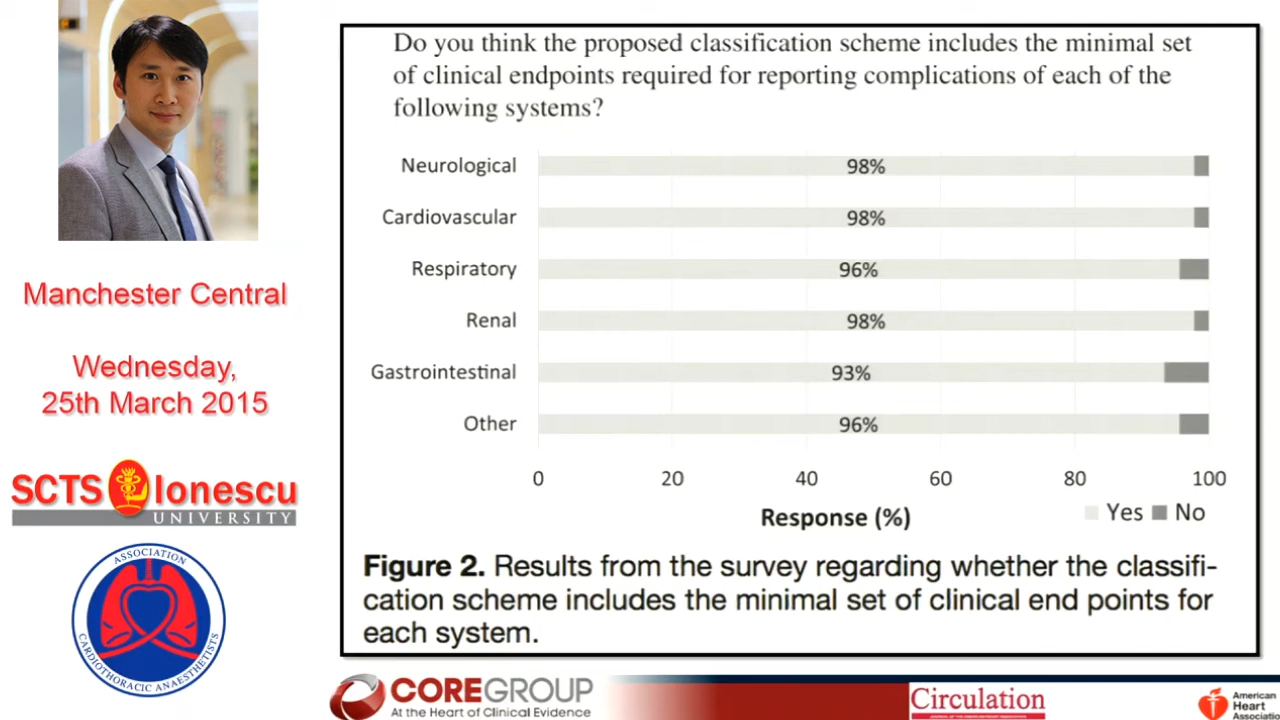 Manchester Central
Wednesday,
25th March 2015
SCTS Ionescu
UNIVERSITY
ASSOCIATION
CARDIOTHORACIC ANAESTHETISTS
Do you think the proposed classification scheme includes the minimal set
of clinical endpoints required for reporting complications of each of the
following systems?
Neurological 98%
Cardiovascular 98%
Respiratory 96%
Renal 98%
Gastrointestinal 93%
Other 96%
0 20 40 60 80 100
Response (%)
Yes No
Figure 2. Results from the survey regarding whether the classifi-
cation scheme includes the minimal set of clinical end points for
each system.
COREGROUP
At the Heart of Clinical Evidence
Circulation
American
Heart